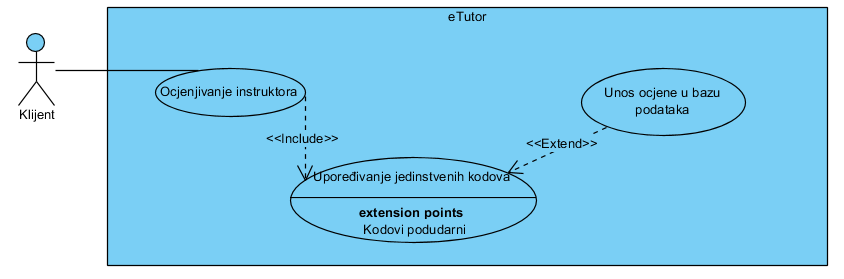 eTutor
Klijent
Ocjenjivanje instruktora
Unos ocjene u bazu
podataka
<<Include>>
<<Extend>>
Upoređivanje jedinstvenih kodova
extension points
Kodovi podudarni